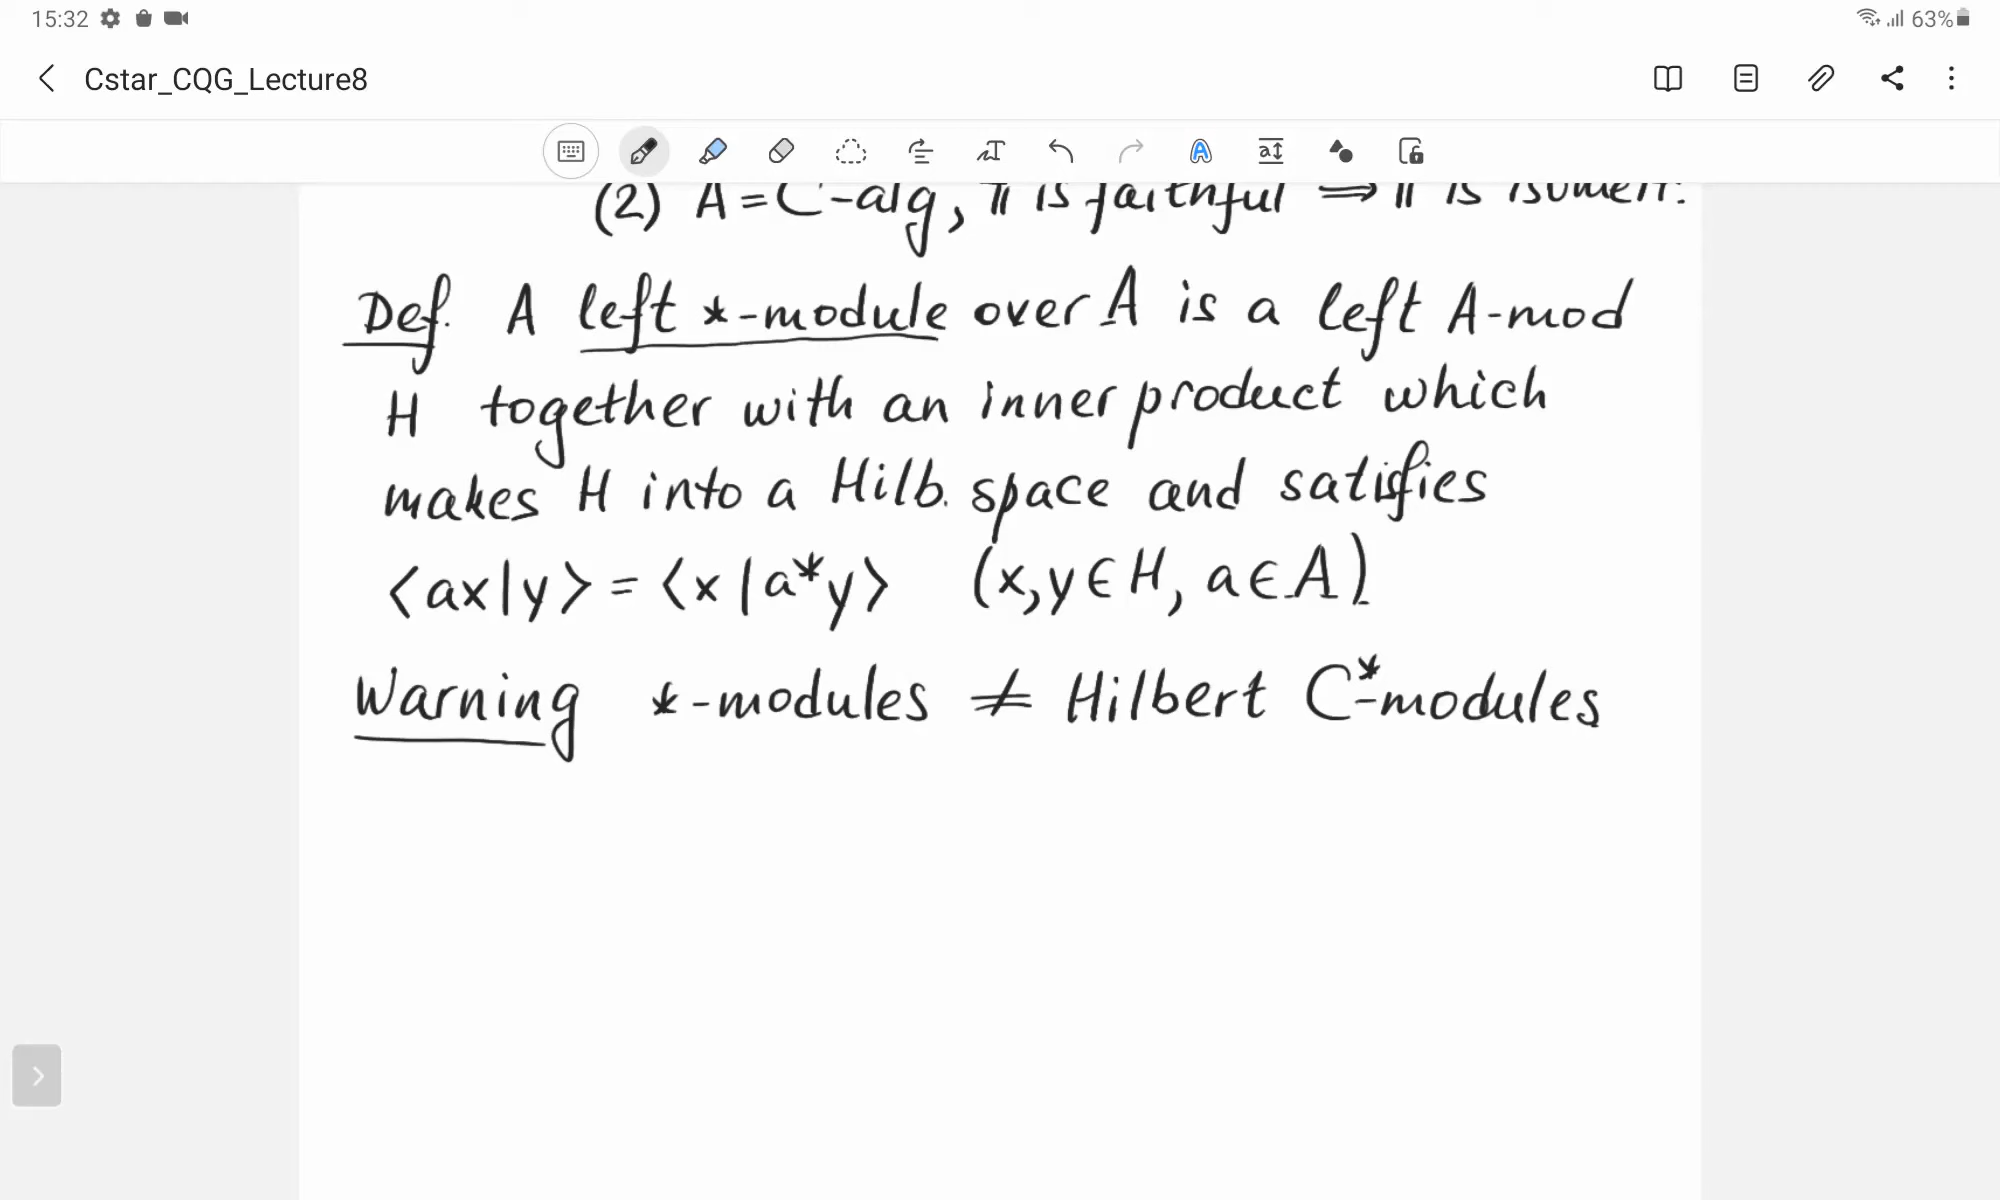 15:32 63%
Cstar_CQG_Lecture8
(2) A = C*-alg, π is faithful ⟹ π is isometr.
Def. A left *-module over A is a left A-mod
H together with an inner product which
makes H into a Hilb. space and satisfies
⟨ax|y⟩ = ⟨x|a*y⟩ (x,y∈H, a∈A)
Warning *-modules ≠ Hilbert C*-modules